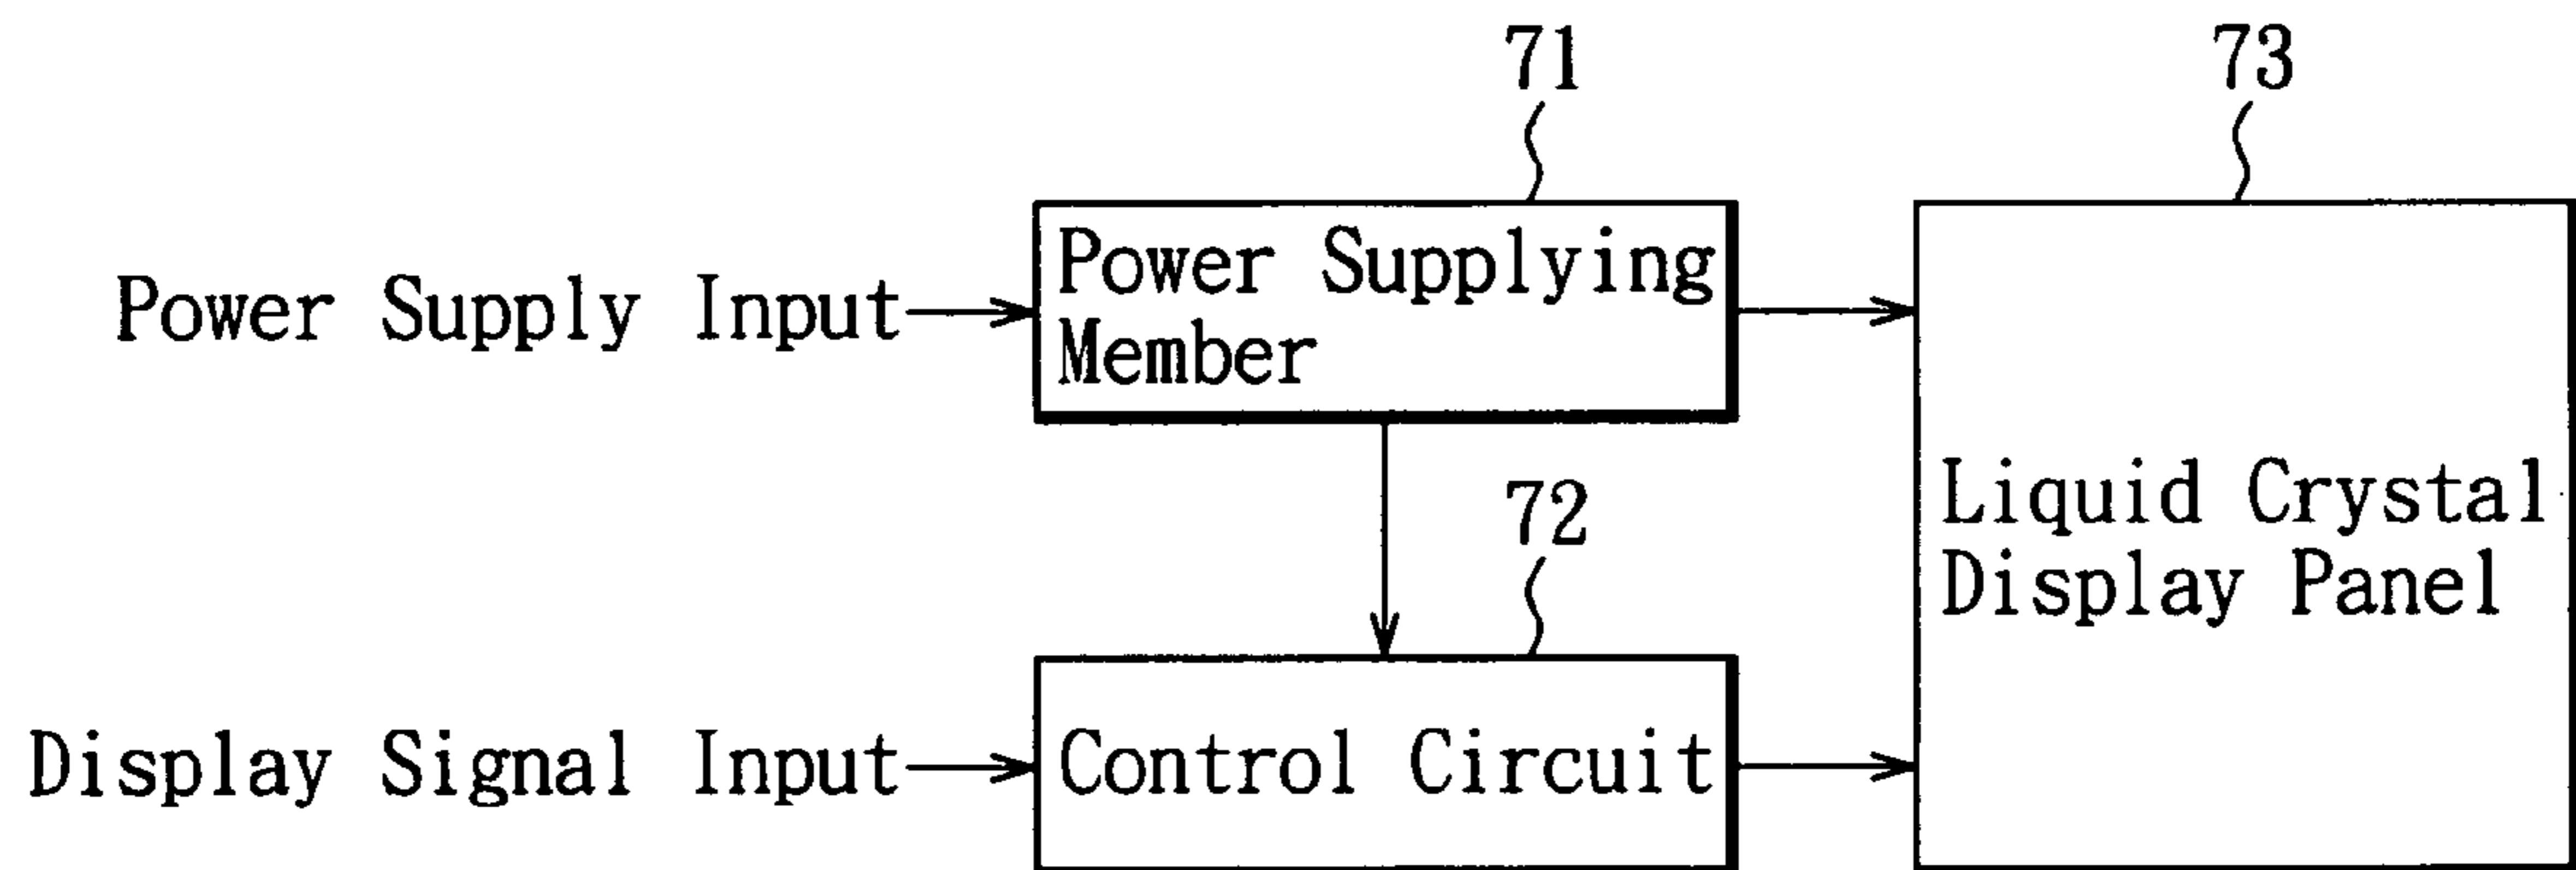 71
73
Power Supply Input
Power Supplying
Member
Liquid Crystal
Display Panel
72
Display Signal Input
Control Circuit